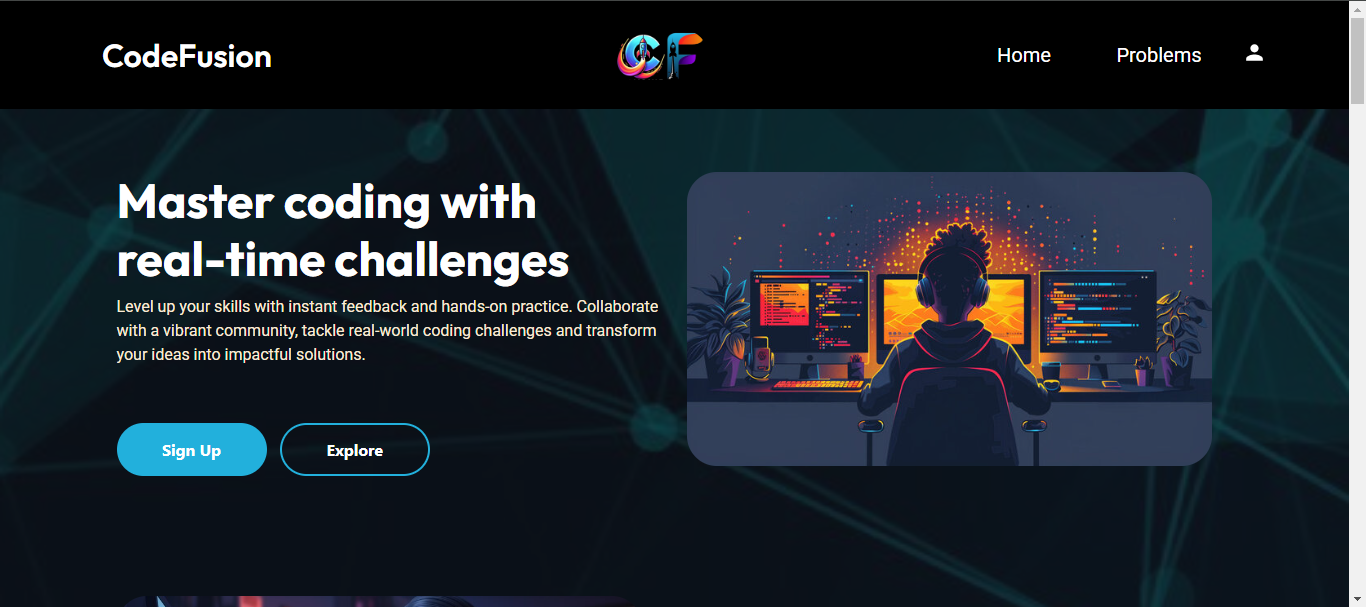 CodeFusion
CF
Home
Problems
Master coding with
real-time challenges
Level up your skills with instant feedback and hands-on practice. Collaborate
with a vibrant community, tackle real-world coding challenges and transform
your ideas into impactful solutions.
Sign Up
Explore